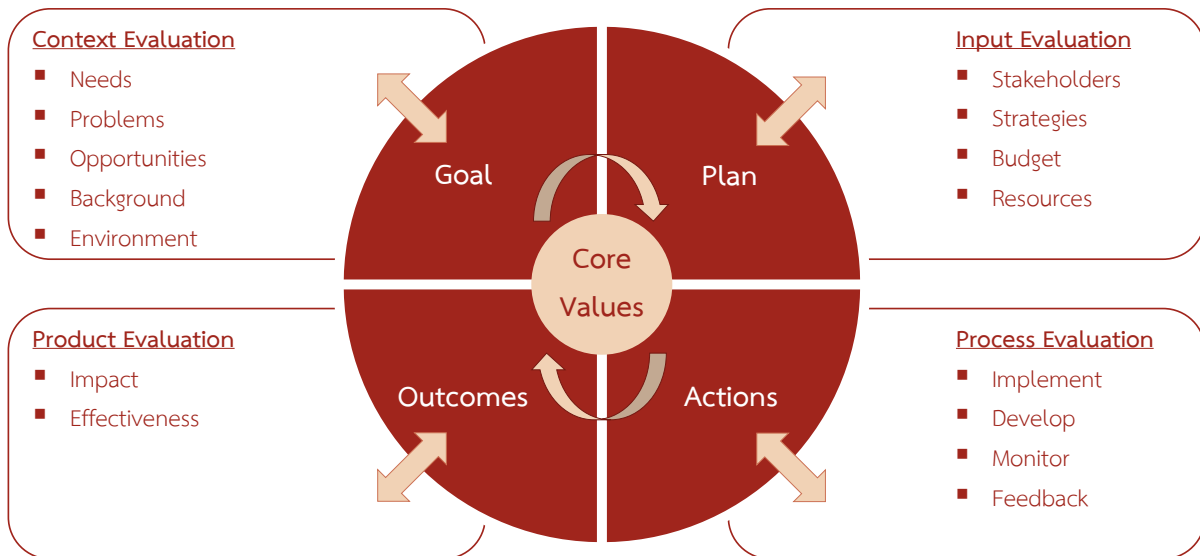 Context Evaluation
Needs
Problems
Opportunities
Background
Environment
Input Evaluation
Stakeholders
Strategies
Budget
Resources
Goal
Plan
Core
Values
Outcomes
Actions
Product Evaluation
Impact
Effectiveness
Process Evaluation
Implement
Develop
Monitor
Feedback